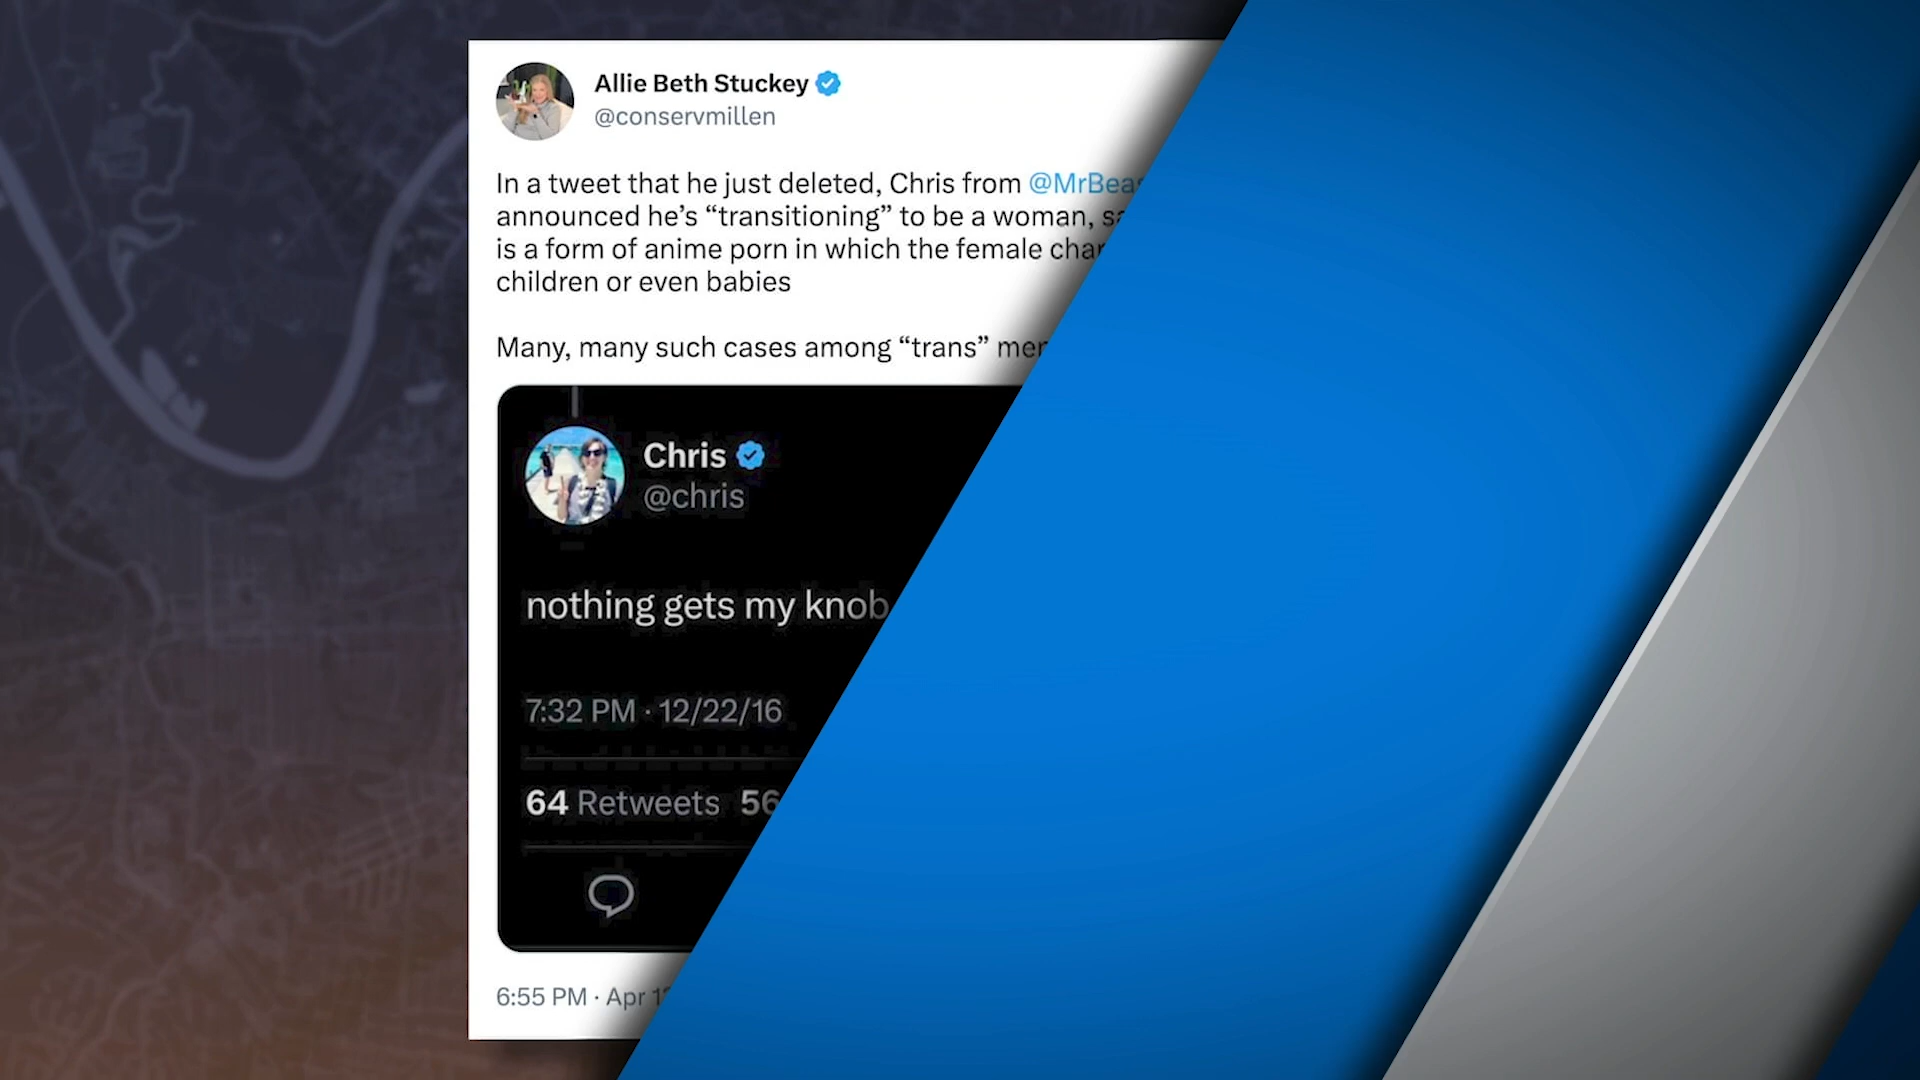 Allie Beth Stuckey
@conservmillen
In a tweet that he just deleted, Chris from @MrBeas
announced he's “transitioning” to be a woman, sa
is a form of anime porn in which the female char
children or even babies
Many, many such cases among “trans” men
Chris
@chris
nothing gets my knob
7:32 PM · 12/22/16
64 Retweets 56
6:55 PM · Apr 1